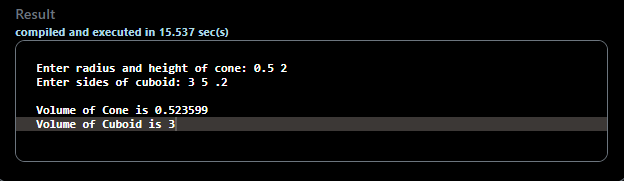 Result
compiled and executed in 15.537 sec(s)
Enter radius and height of cone: 0.5 2
Enter sides of cuboid: 3 5 .2
Volume of Cone is 0.523599
Volume of Cuboid is 3